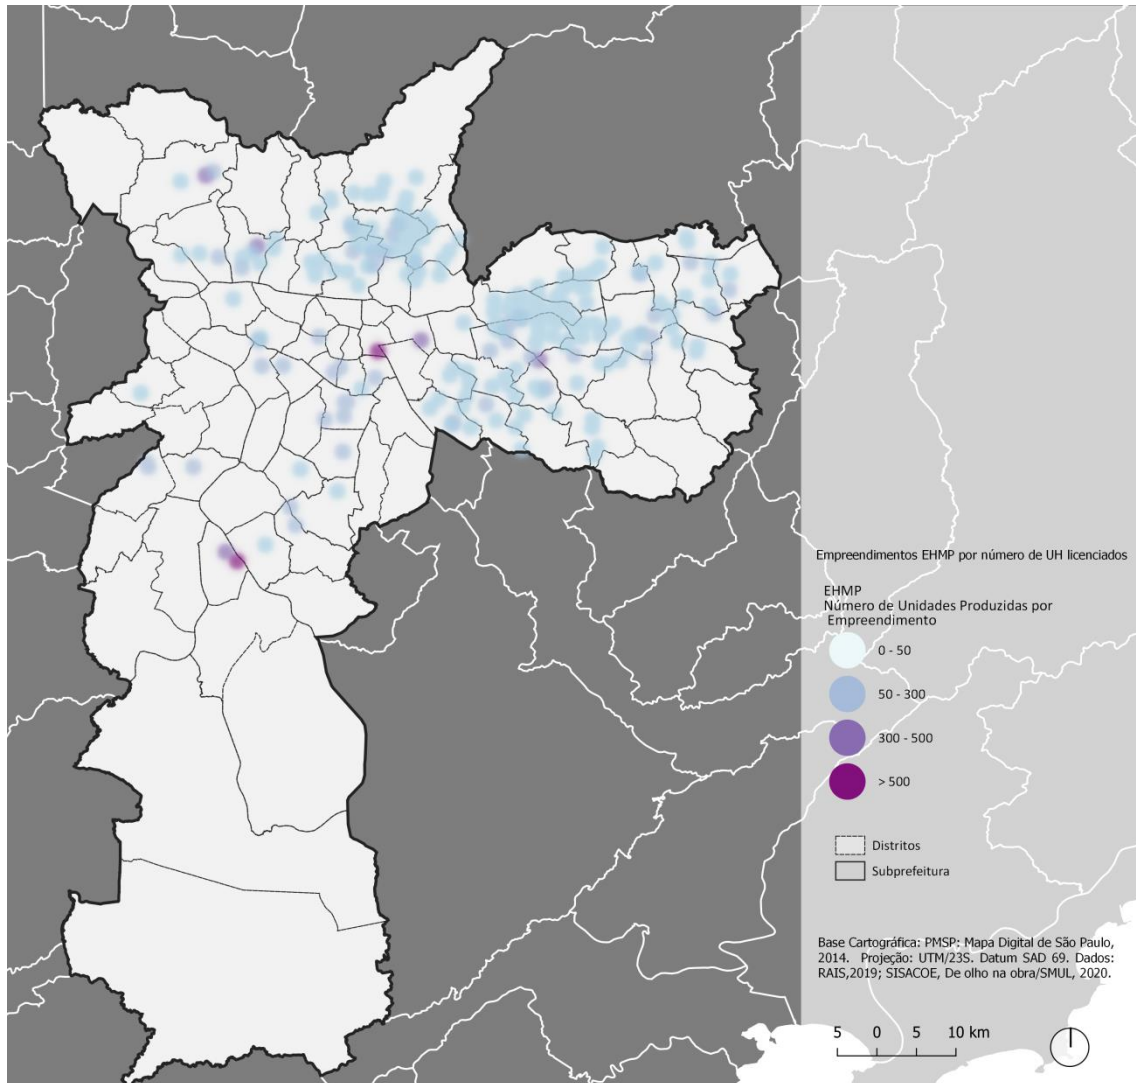 Empreendimentos EHMP por número de UH licenciados
EHMP
Número de Unidades Produzidas por
Empreendimento
0 - 50
50 - 300
300 - 500
> 500
Distritos
Subprefeitura
Base Cartográfica: PMSP: Mapa Digital de São Paulo,
2014. Projeção: UTM/23S. Datum SAD 69. Dados:
RAIS,2019; SISACOE, De olho na obra/SMUL, 2020.
5 0 5 10 km